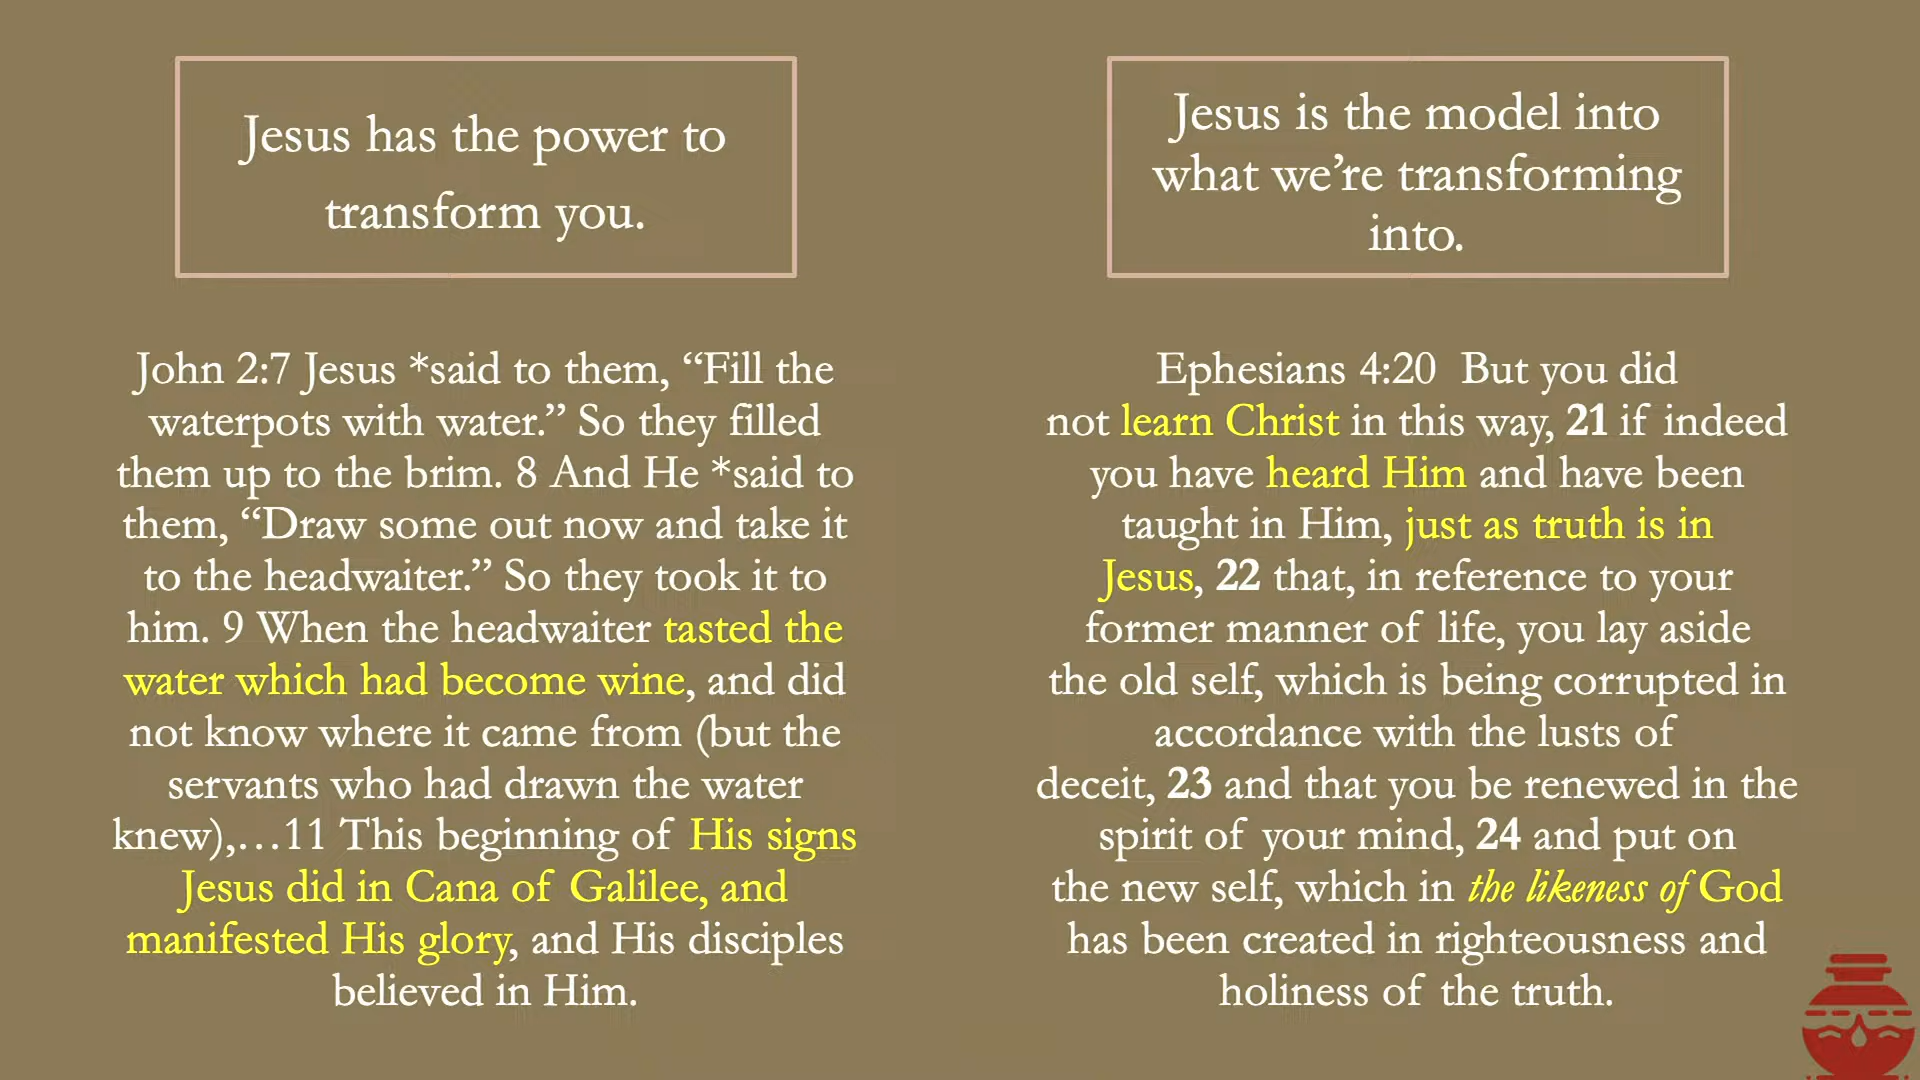 Jesus has the power to
transform you.
John 2:7 Jesus *said to them, “Fill the
waterpots with water.” So they filled
them up to the brim. 8 And He *said to
them, “Draw some out now and take it
to the headwaiter.” So they took it to
him. 9 When the headwaiter tasted the
water which had become wine, and did
not know where it came from (but the
servants who had drawn the water
knew),…11 This beginning of His signs
Jesus did in Cana of Galilee, and
manifested His glory, and His disciples
believed in Him.
Jesus is the model into
what we’re transforming
into.
Ephesians 4:20 But you did
not learn Christ in this way, 21 if indeed
you have heard Him and have been
taught in Him, just as truth is in
Jesus, 22 that, in reference to your
former manner of life, you lay aside
the old self, which is being corrupted in
accordance with the lusts of
deceit, 23 and that you be renewed in the
spirit of your mind, 24 and put on
the new self, which in the likeness of God
has been created in righteousness and
holiness of the truth.